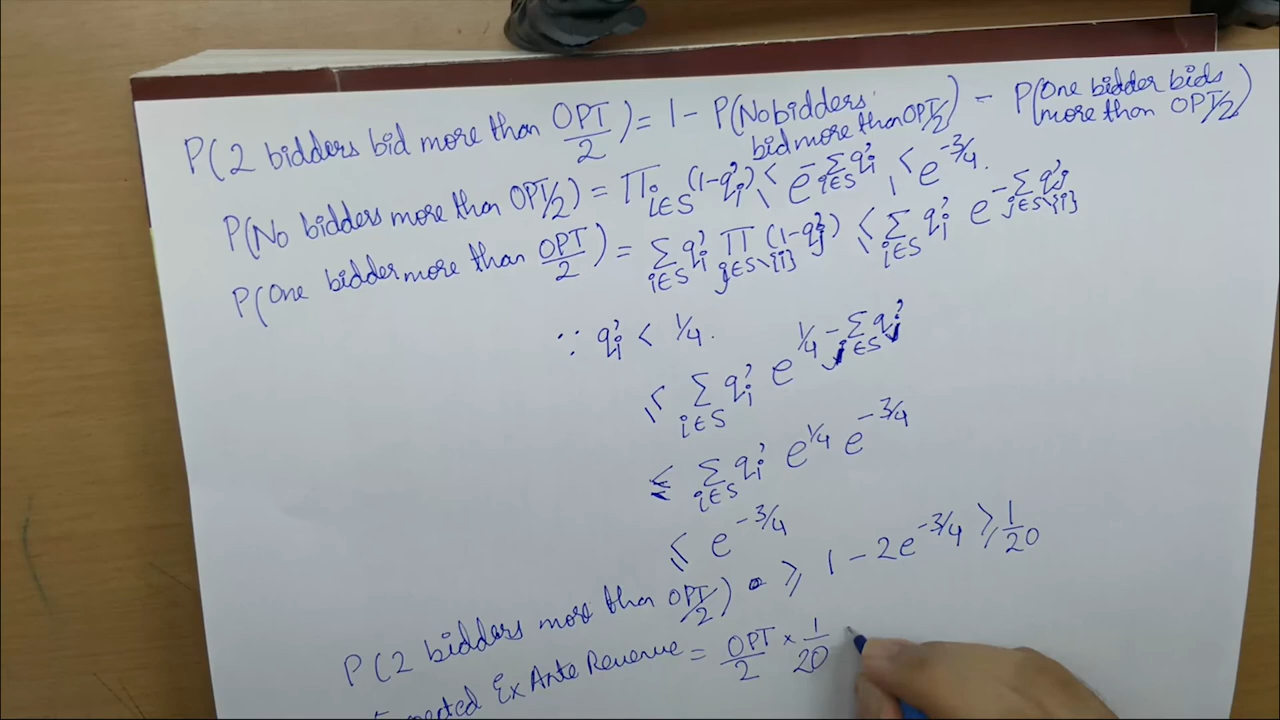 P(2 bidders bid more than OPT/2) = 1 - P(No bidders bid more than OPT/2) - P(One bidder bids more than OPT/2)
P(No bidders more than OPT/2) = ∏_{i∈S} (1-q_i') ≤ e^{-∑_{i∈S} q_i'} ≤ e^{-3/4}.
P(One bidder more than OPT/2) = ∑_{i∈S} q_i' ∏_{j∈S\{i}} (1-q_j') ≤ ∑_{i∈S} q_i' e^{-∑_{j∈S\{i}} q_j'}
∵ q_i' < 1/4.
≤ ∑_{i∈S} q_i' e^{1/4 - ∑_{j∈S} q_j'}
≤ ∑_{i∈S} q_i' e^{1/4} e^{-3/4}
≤ e^{-3/4}
P(2 bidders more than OPT/2) ≥ 1 - 2e^{-3/4} ≥ 1/20
Ex Ante Revenue = OPT/2 × 1/20